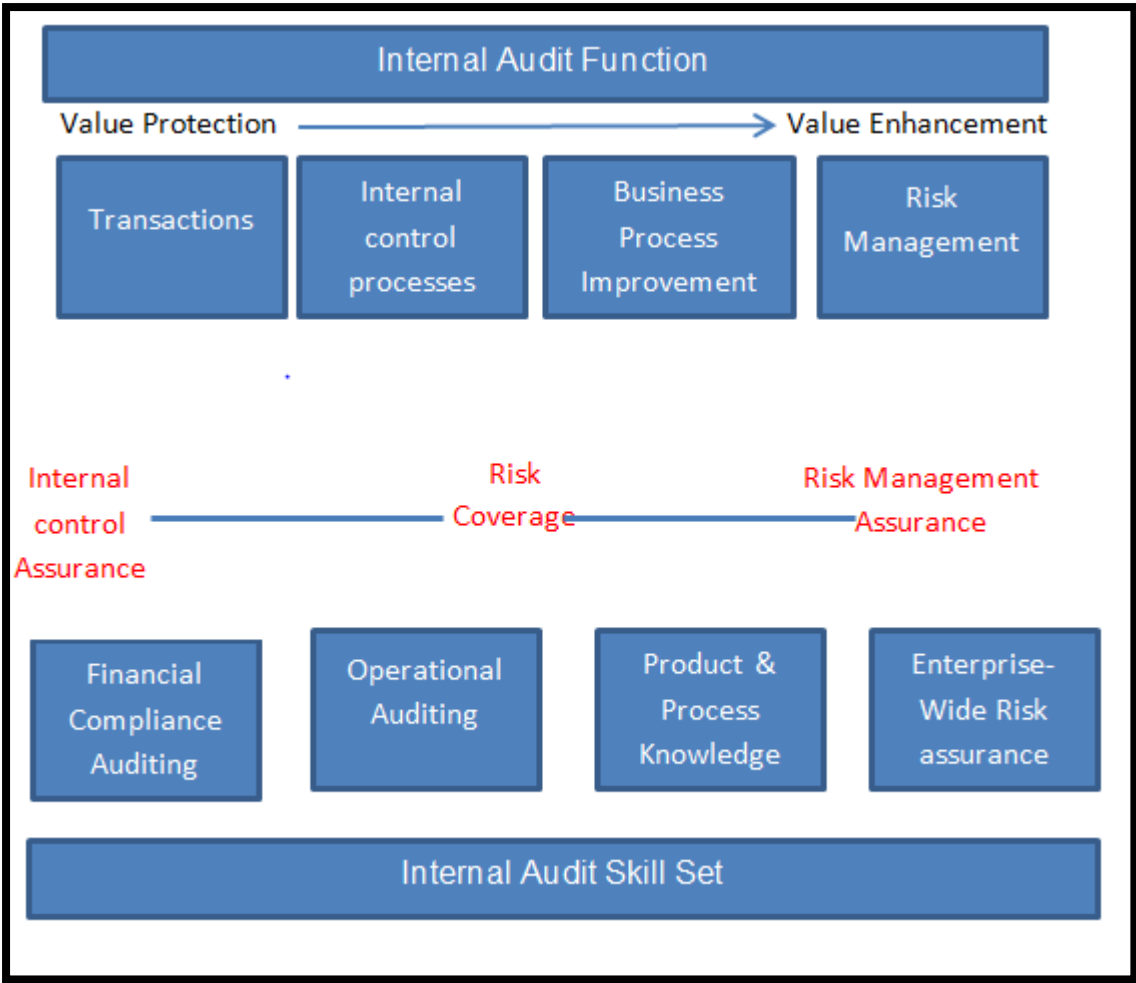 Internal Audit Function
Value Protection
Value Enhancement
Transactions
Internal
control
processes
Business
Process
Improvement
Risk
Management
Internal
control
Assurance
Risk
Coverage
Risk Management
Assurance
Financial
Compliance
Auditing
Operational
Auditing
Product &
Process
Knowledge
Enterprise-
Wide Risk
assurance
Internal Audit Skill Set